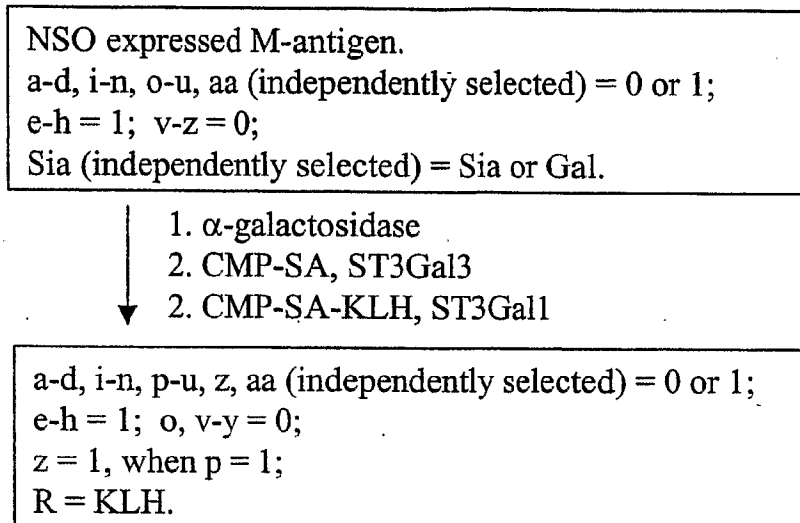 NSO expressed M-antigen.
a-d, i-n, o-u, aa (independently selected) = 0 or 1;
e-h = 1; v-z = 0;
Sia (independently selected) = Sia or Gal.
1. α-galactosidase
2. CMP-SA, ST3Gal3
2. CMP-SA-KLH, ST3Gal1
a-d, i-n, p-u, z, aa (independently selected) = 0 or 1;
e-h = 1; o, v-y = 0;
z = 1, when p = 1;
R = KLH.